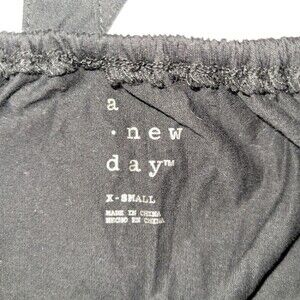 a
· new
day™
X-SMALL
MADE IN CHINA
HECHO EN CHINA